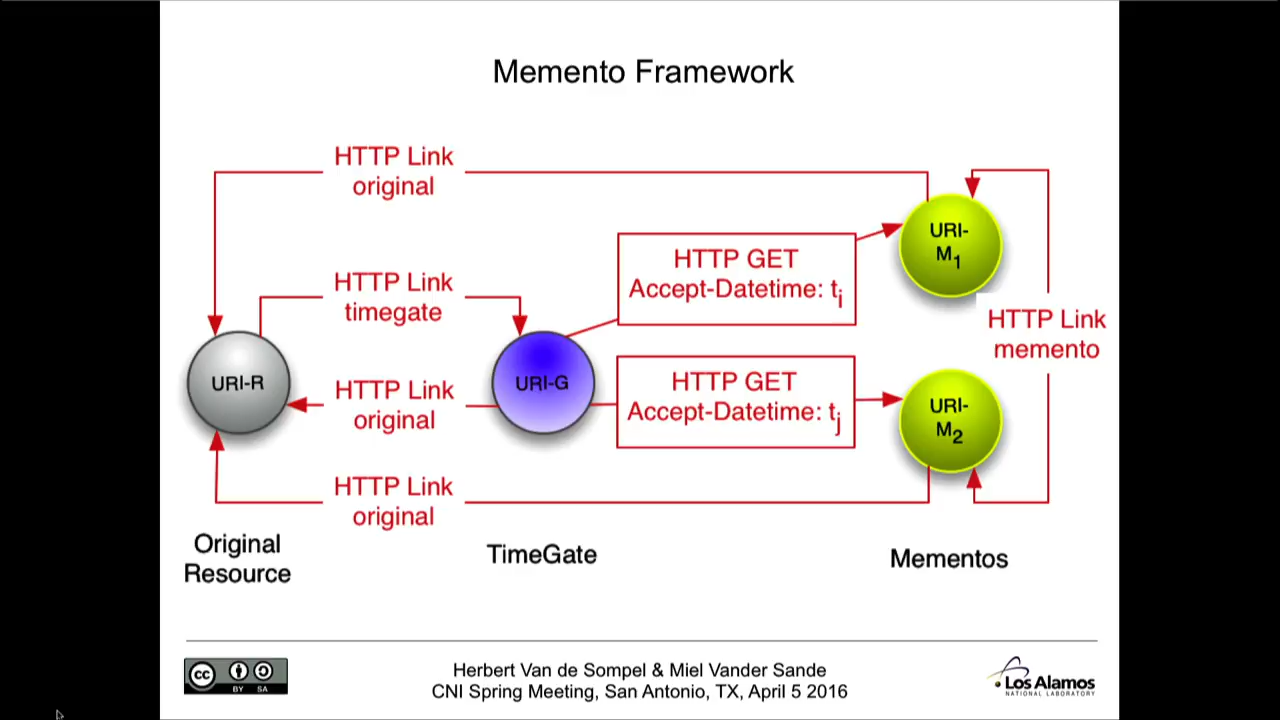 Memento Framework
HTTP Link
original
URI-
M1
HTTP GET
Accept-Datetime: ti
HTTP Link
timegate
HTTP Link
memento
URI-R
URI-G
HTTP Link
original
HTTP GET
Accept-Datetime: tj
URI-
M2
HTTP Link
original
Original
Resource
TimeGate
Mementos
cc
BY SA
Herbert Van de Sompel & Miel Vander Sande
CNI Spring Meeting, San Antonio, TX, April 5 2016
Los Alamos
NATIONAL LABORATORY